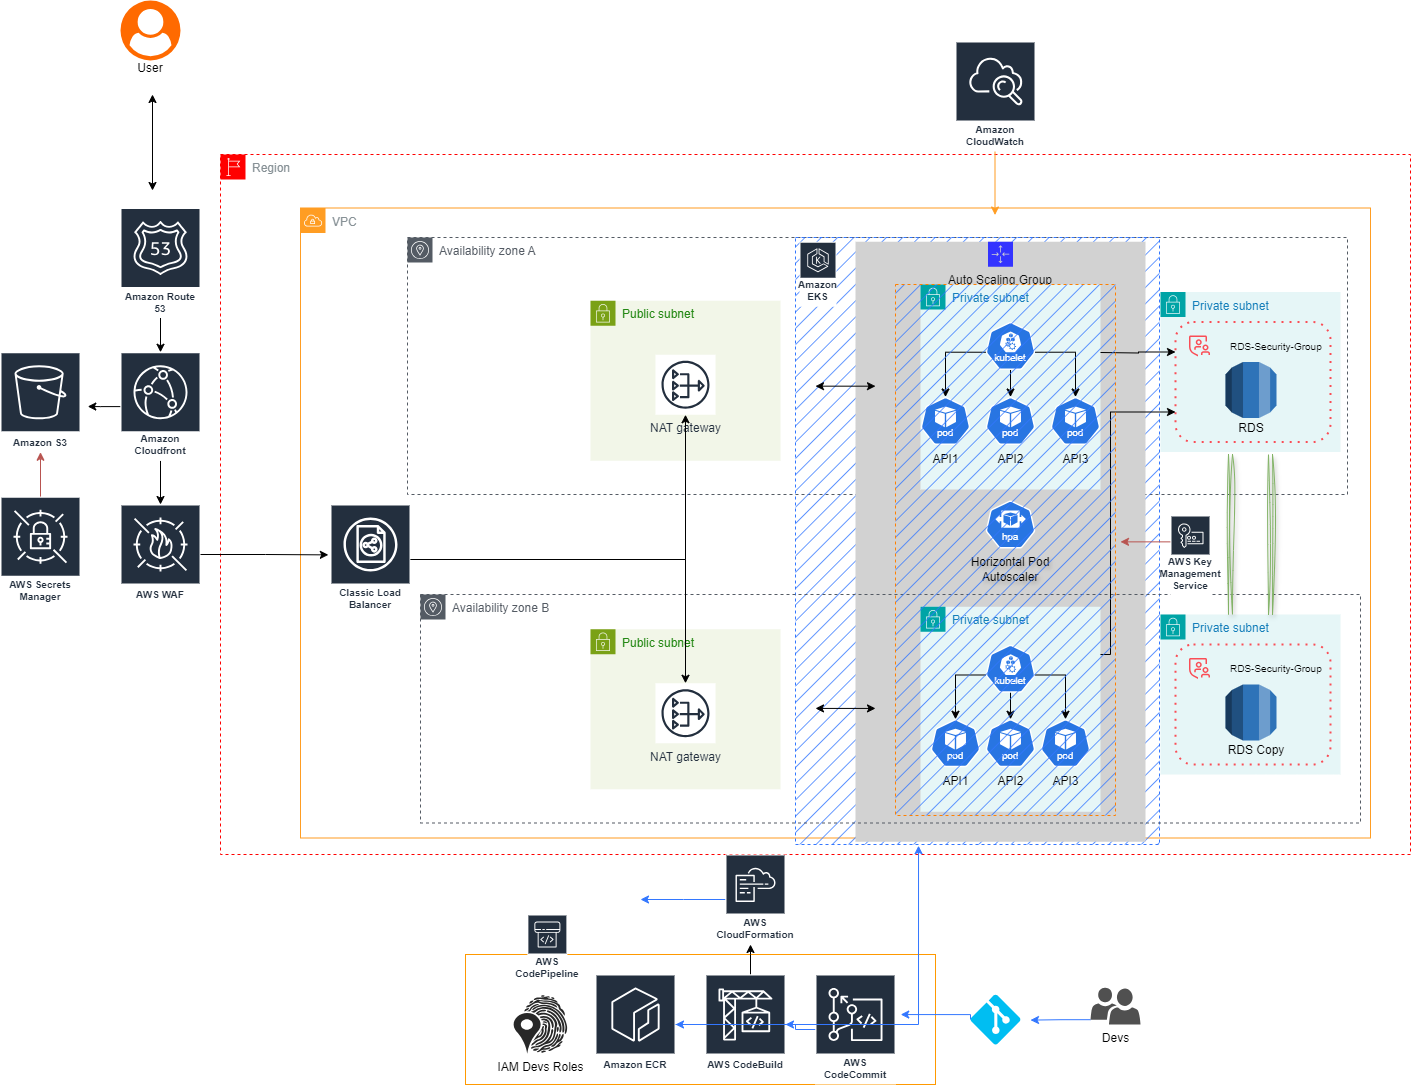 User
Amazon
CloudWatch
Region
VPC
53
Amazon Route
53
Availability zone A
Amazon
EKS
Auto Scaling Group
Private subnet
Public subnet
kubelet
NAT gateway
pod
pod
pod
API1
API2
API3
Private subnet
RDS-Security-Group
RDS
Amazon S3
Amazon
Cloudfront
AWS Secrets
Manager
AWS WAF
Classic Load
Balancer
hpa
Horizontal Pod
Autoscaler
AWS Key
Management
Service
Availability zone B
Public subnet
NAT gateway
Private subnet
kubelet
pod
pod
pod
API1
API2
API3
Private subnet
RDS-Security-Group
RDS Copy
AWS
CloudFormation
AWS
CodePipeline
IAM Devs Roles
Amazon ECR
AWS CodeBuild
AWS
CodeCommit
Devs